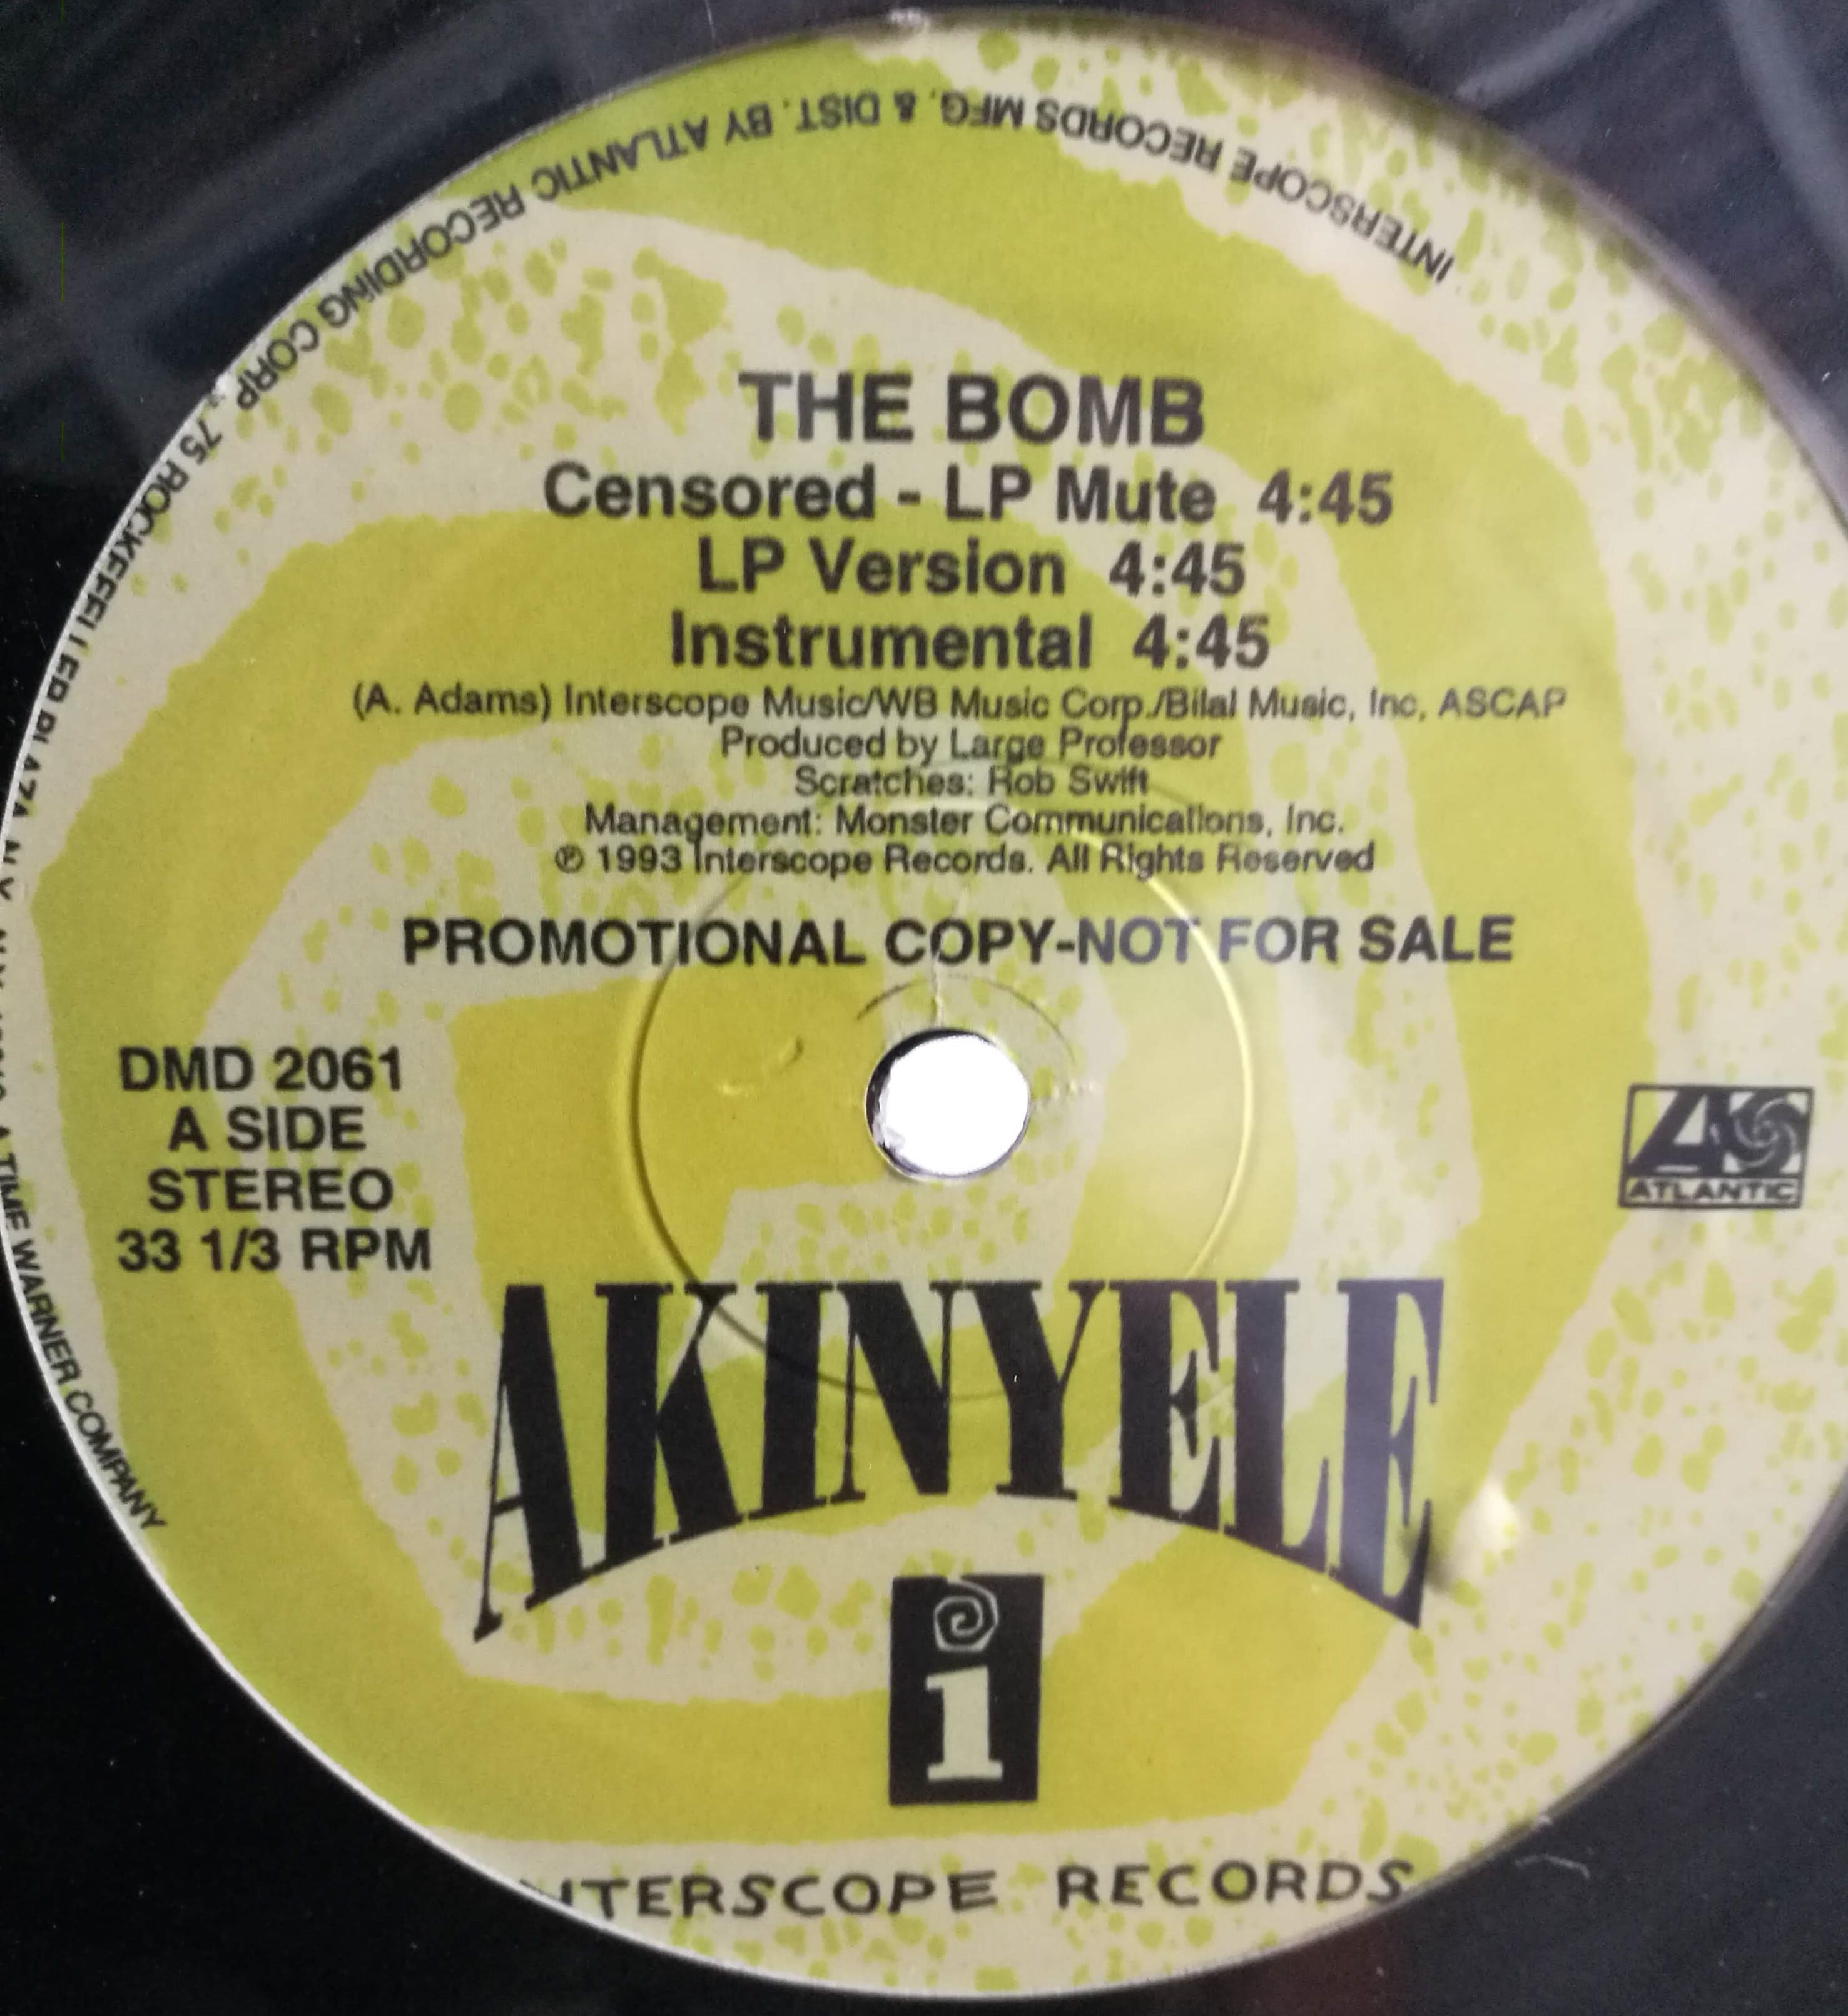 INTERSCOPE RECORDS MFG. & DIST. BY ATLANTIC RECORDING CORP., 75 ROCKEFELLER PLAZA, N.Y., A TIME WARNER COMPANY
THE BOMB
Censored - LP Mute 4:45
LP Version 4:45
Instrumental 4:45
(A. Adams) Interscope Music/WB Music Corp./Bilal Music, Inc, ASCAP
Produced by Large Professor
Scratches: Rob Swift
Management: Monster Communications, Inc.
℗ 1993 Interscope Records. All Rights Reserved
PROMOTIONAL COPY-NOT FOR SALE
DMD 2061
A SIDE
STEREO
33 1/3 RPM
ATLANTIC
AKINYELE
i
INTERSCOPE RECORDS